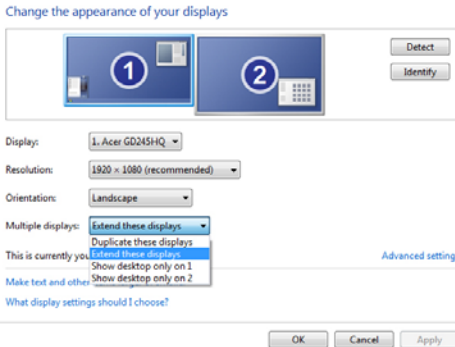 Change the appearance of your displays
1
2
Detect
Identify
Display:
1. Acer GD245HQ
Resolution:
1920 × 1080 (recommended)
Orientation:
Landscape
Multiple displays:
Extend these displays
Duplicate these displays
Extend these displays
Show desktop only on 1
Show desktop only on 2
This is currently you
Advanced setting
Make text and other
What display settings should I choose?
OK
Cancel
Apply